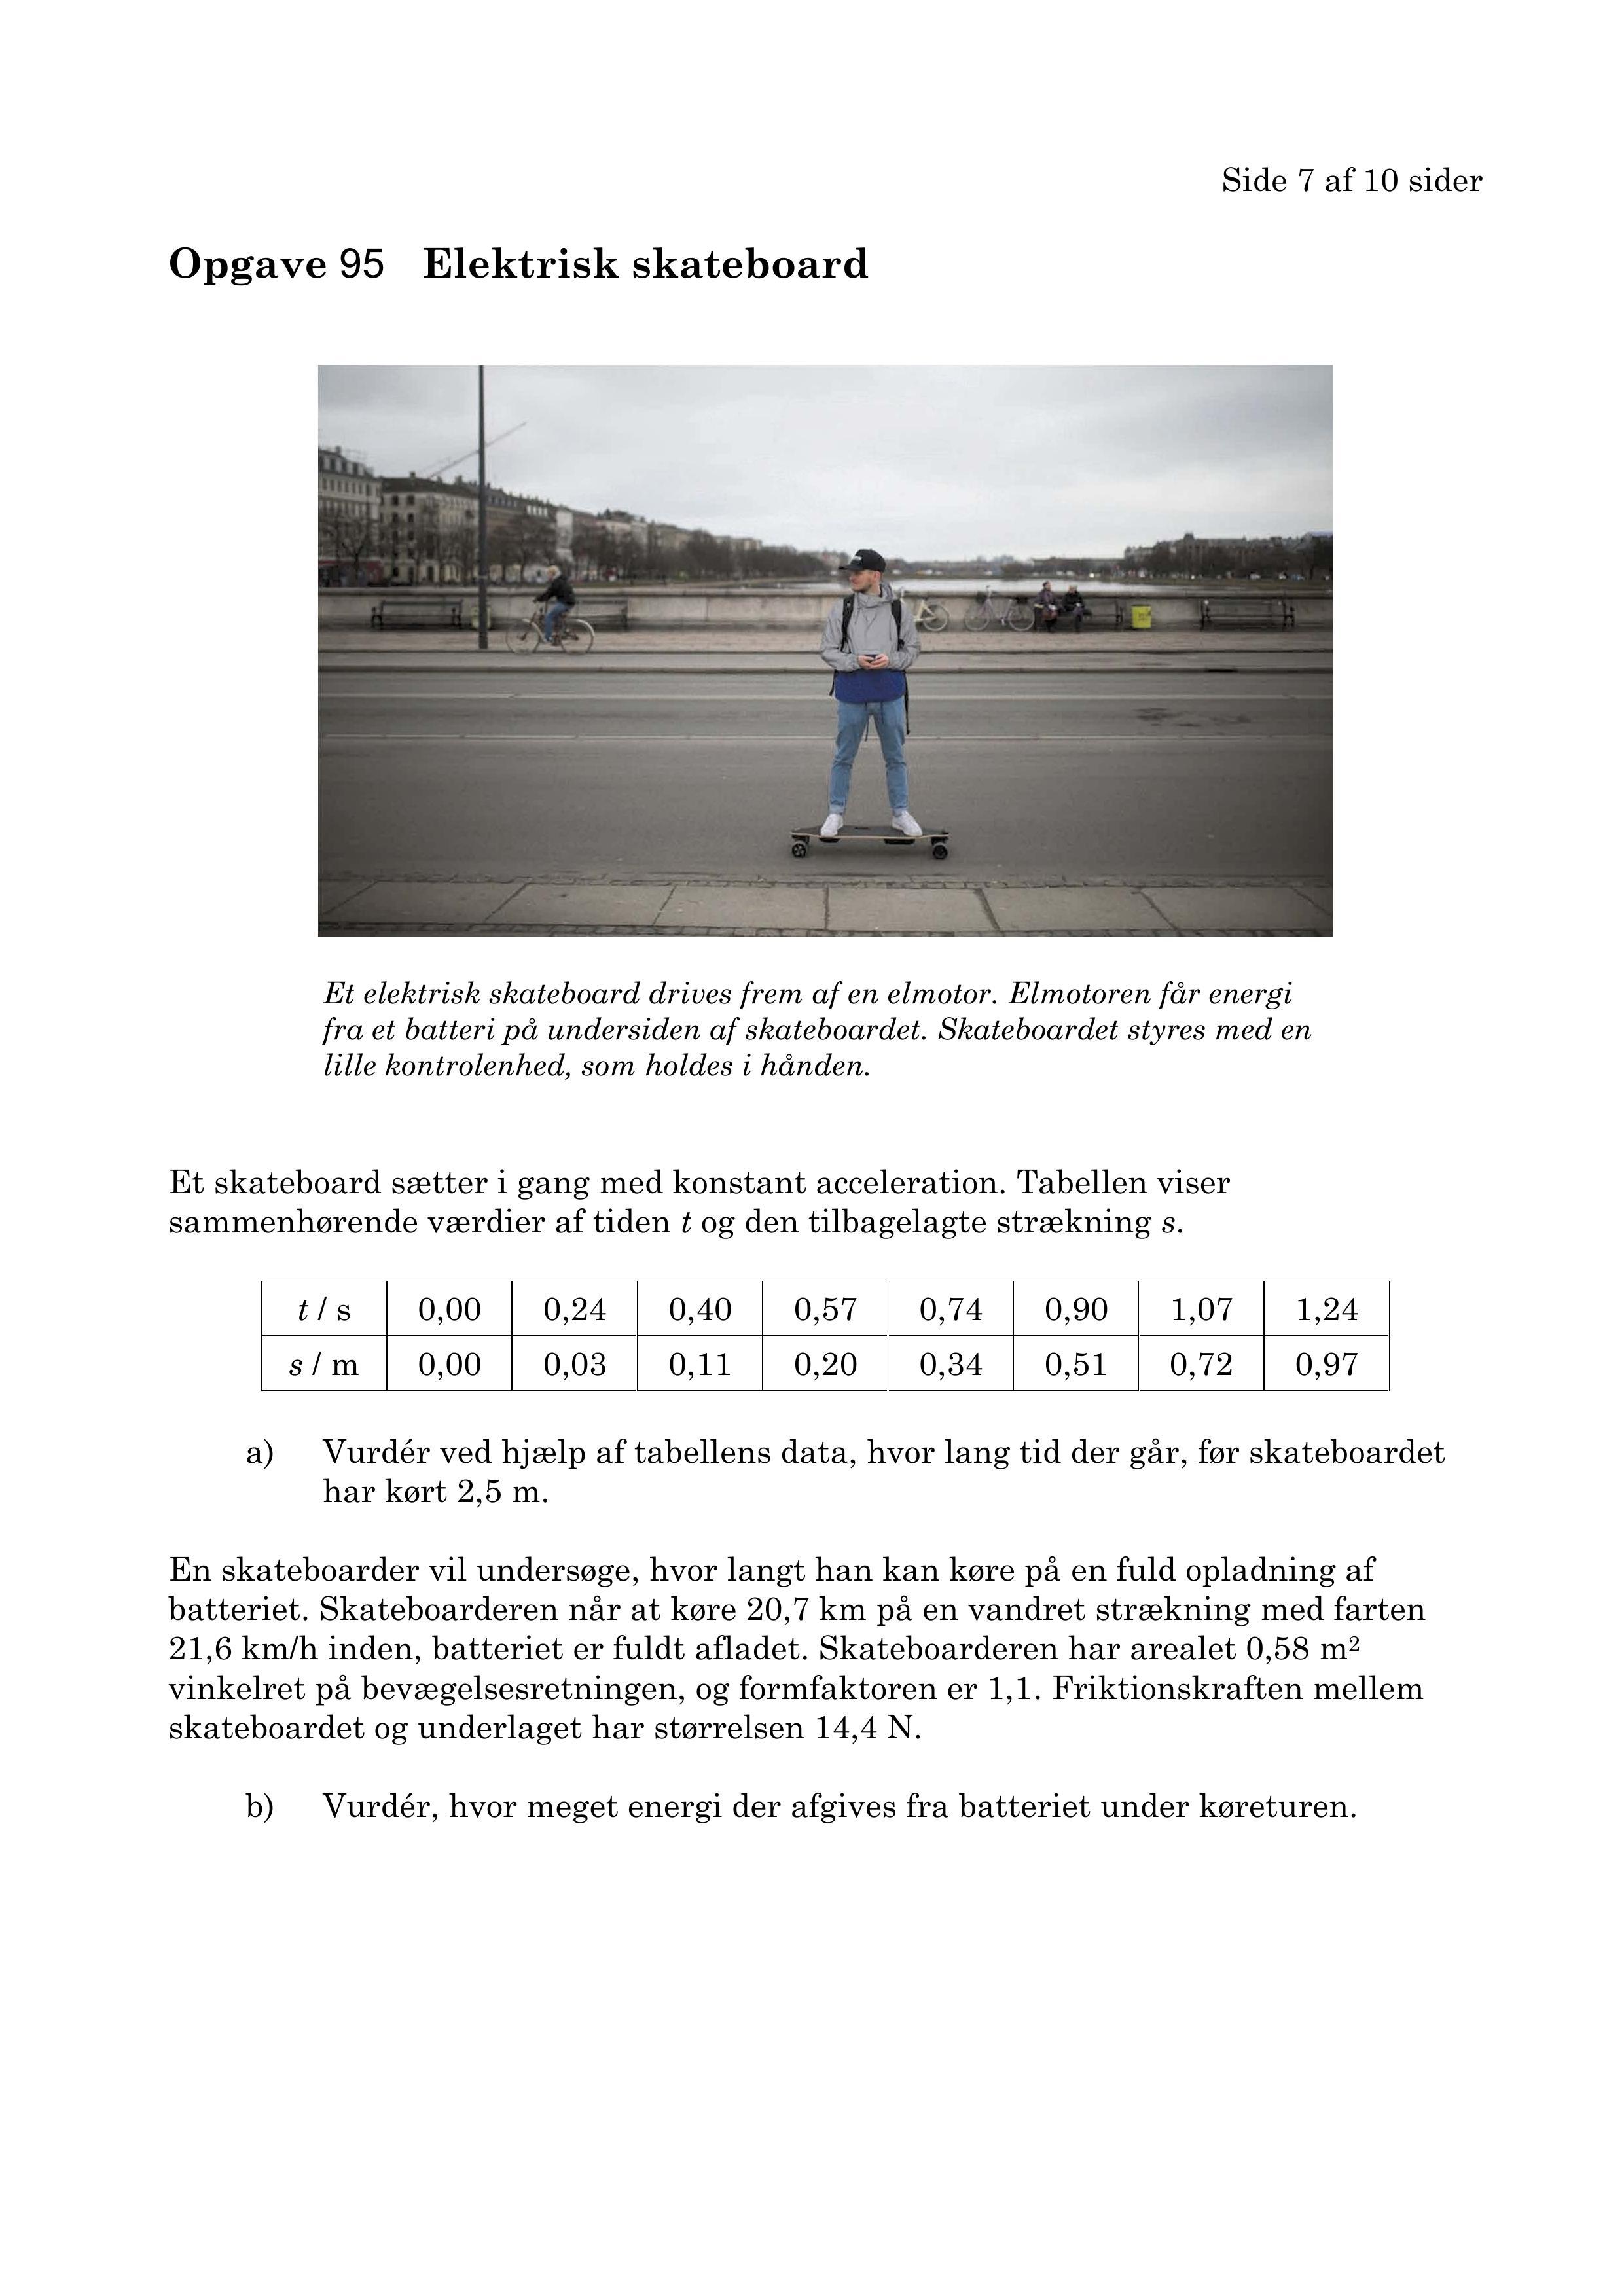 Side 7 af 10 sider
Opgave 95 Elektrisk skateboard
Et elektrisk skateboard drives frem af en elmotor. Elmotoren får energi
fra et batteri på undersiden af skateboardet. Skateboardet styres med en
lille kontrolenhed, som holdes i hånden.
Et skateboard sætter i gang med konstant acceleration. Tabellen viser
sammenhørende værdier af tiden t og den tilbagelagte strækning s.
t / s 0,00 0,24 0,40 0,57 0,74 0,90 1,07 1,24
s / m 0,00 0,03 0,11 0,20 0,34 0,51 0,72 0,97
a) Vurdér ved hjælp af tabellens data, hvor lang tid der går, før skateboardet
har kørt 2,5 m.
En skateboarder vil undersøge, hvor langt han kan køre på en fuld opladning af
batteriet. Skateboarderen når at køre 20,7 km på en vandret strækning med farten
21,6 km/h inden, batteriet er fuldt afladet. Skateboarderen har arealet 0,58 m²
vinkelret på bevægelsesretningen, og formfaktoren er 1,1. Friktionskraften mellem
skateboardet og underlaget har størrelsen 14,4 N.
b) Vurdér, hvor meget energi der afgives fra batteriet under køreturen.